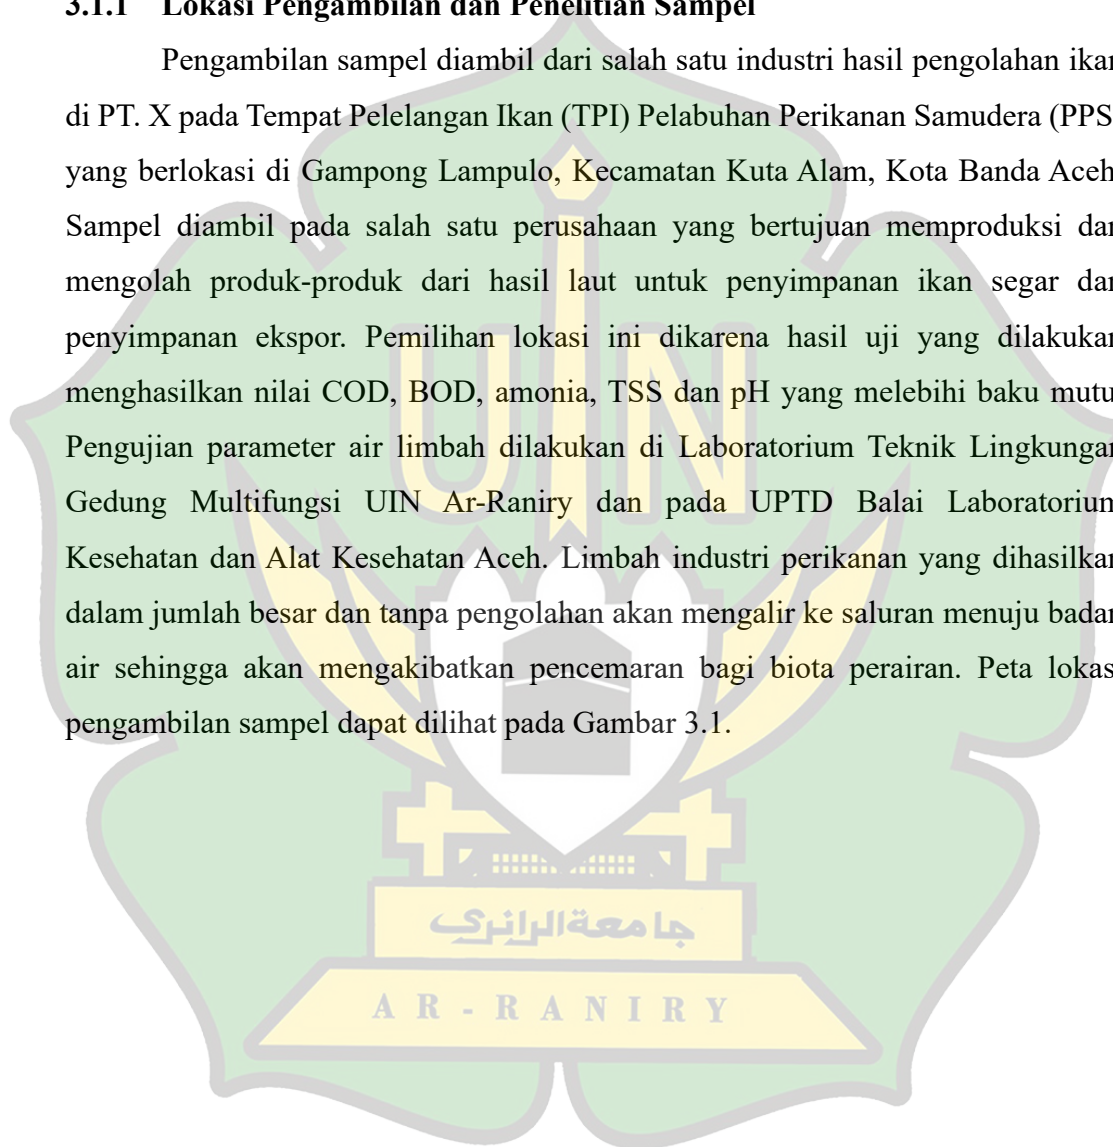 3.1.1 Lokasi Pengambilan dan Penelitian Sampel
Pengambilan sampel diambil dari salah satu industri hasil pengolahan ikan
di PT. X pada Tempat Pelelangan Ikan (TPI) Pelabuhan Perikanan Samudera (PPS
yang berlokasi di Gampong Lampulo, Kecamatan Kuta Alam, Kota Banda Aceh
Sampel diambil pada salah satu perusahaan yang bertujuan memproduksi dan
mengolah produk-produk dari hasil laut untuk penyimpanan ikan segar dan
penyimpanan ekspor. Pemilihan lokasi ini dikarena hasil uji yang dilakukan
menghasilkan nilai COD, BOD, amonia, TSS dan pH yang melebihi baku mutu
Pengujian parameter air limbah dilakukan di Laboratorium Teknik Lingkungan
Gedung Multifungsi UIN Ar-Raniry dan pada UPTD Balai Laboratorium
Kesehatan dan Alat Kesehatan Aceh. Limbah industri perikanan yang dihasilkan
dalam jumlah besar dan tanpa pengolahan akan mengalir ke saluran menuju badan
air sehingga akan mengakibatkan pencemaran bagi biota perairan. Peta lokas
pengambilan sampel dapat dilihat pada Gambar 3.1.
UIN
جامعة الرانري
AR-RANIRY